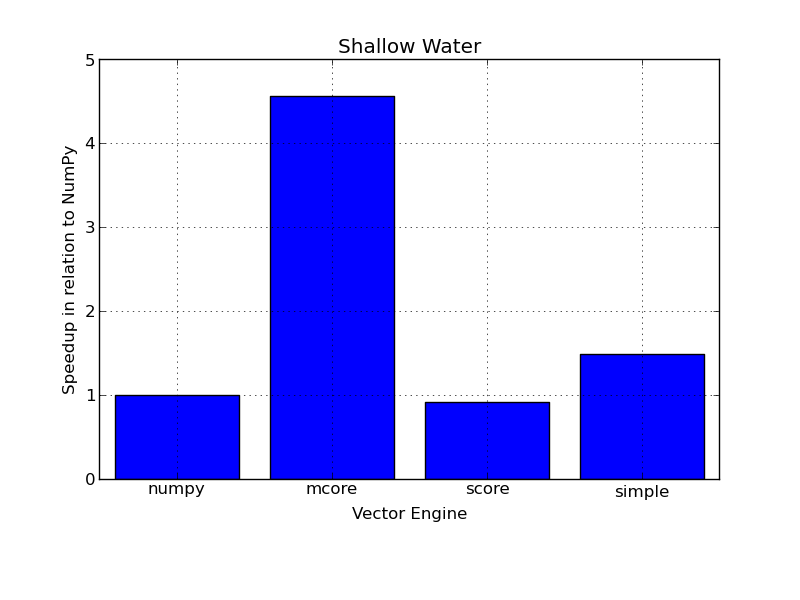 Shallow Water
5
4
3
2
1
0
Speedup in relation to NumPy
numpy mcore score simple
Vector Engine